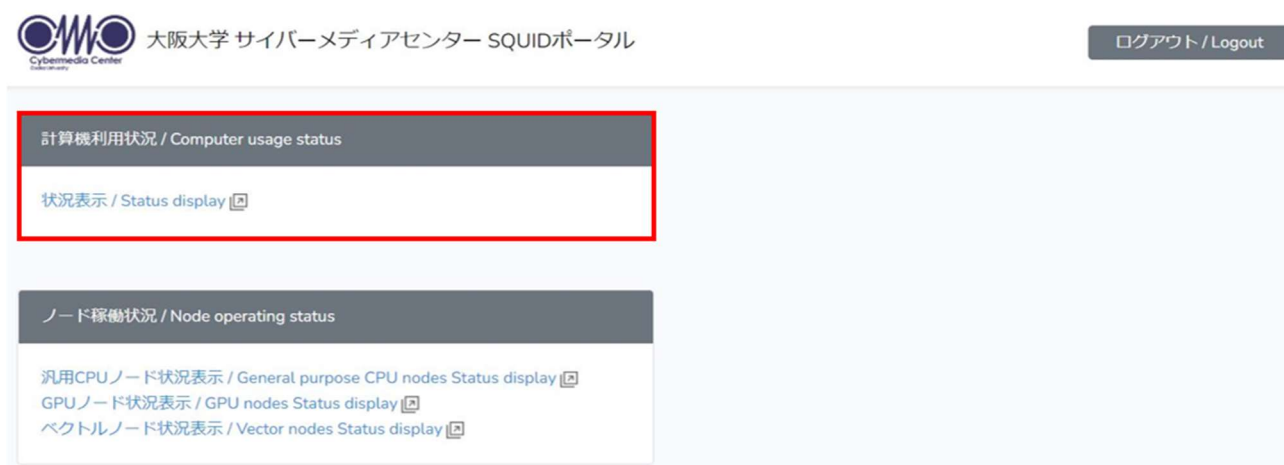 Cybermedia Center
大阪大学 サイバーメディアセンター SQUIDポータル
ログアウト / Logout
計算機利用状況 / Computer usage status
状況表示 / Status display
ノード稼働状況 / Node operating status
汎用CPUノード状況表示 / General purpose CPU nodes Status display
GPUノード状況表示 / GPU nodes Status display
ベクトルノード状況表示 / Vector nodes Status display